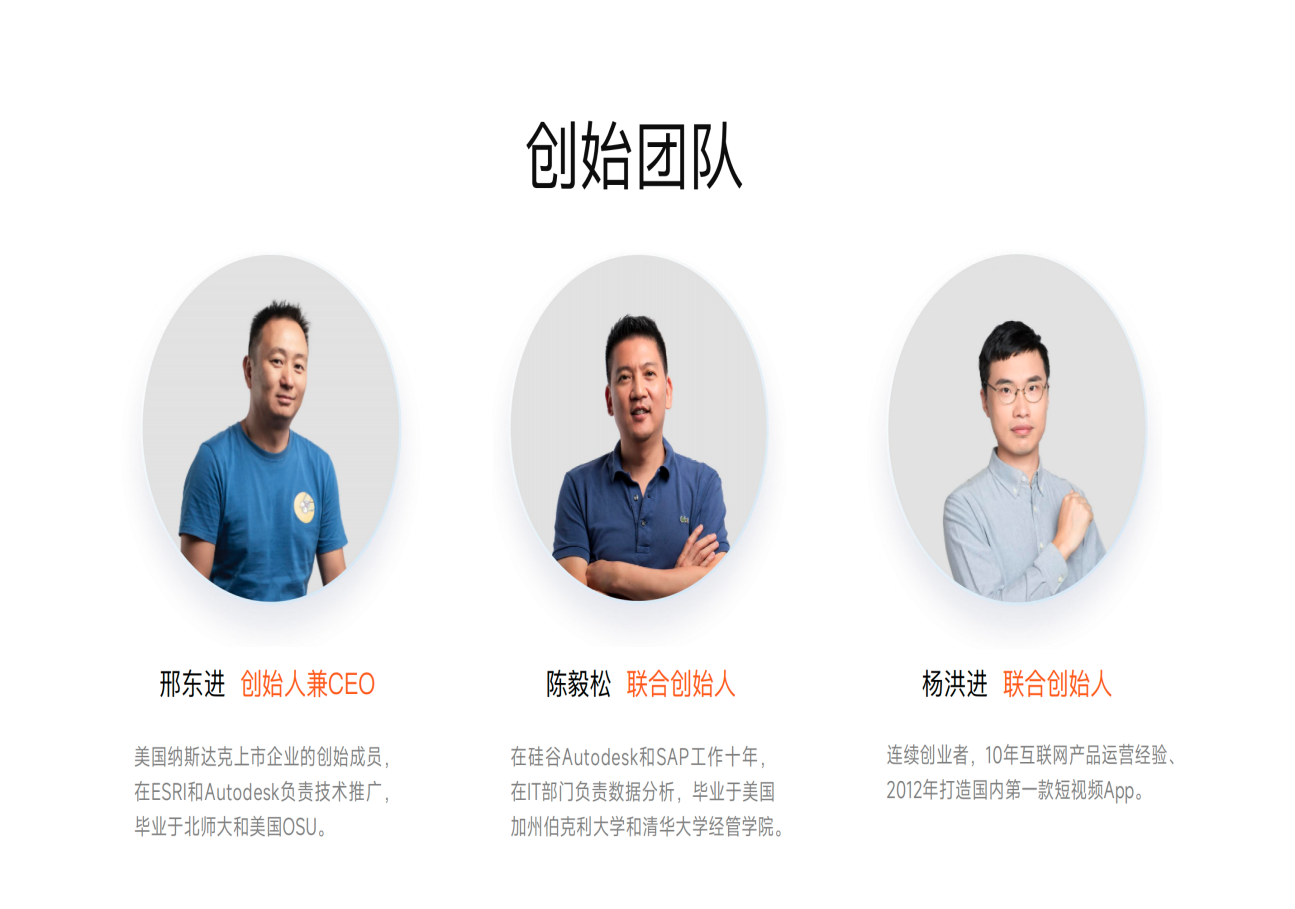 创始团队
邢东进 创始人兼CEO
美国纳斯达克上市企业的创始成员，
在ESRI和Autodesk负责技术推广，
毕业于北师大和美国OSU。
陈毅松 联合创始人
在硅谷Autodesk和SAP工作十年，
在IT部门负责数据分析，毕业于美国
加州伯克利大学和清华大学经管学院。
杨洪进 联合创始人
连续创业者，10年互联网产品运营经验、
2012年打造国内第一款短视频App。